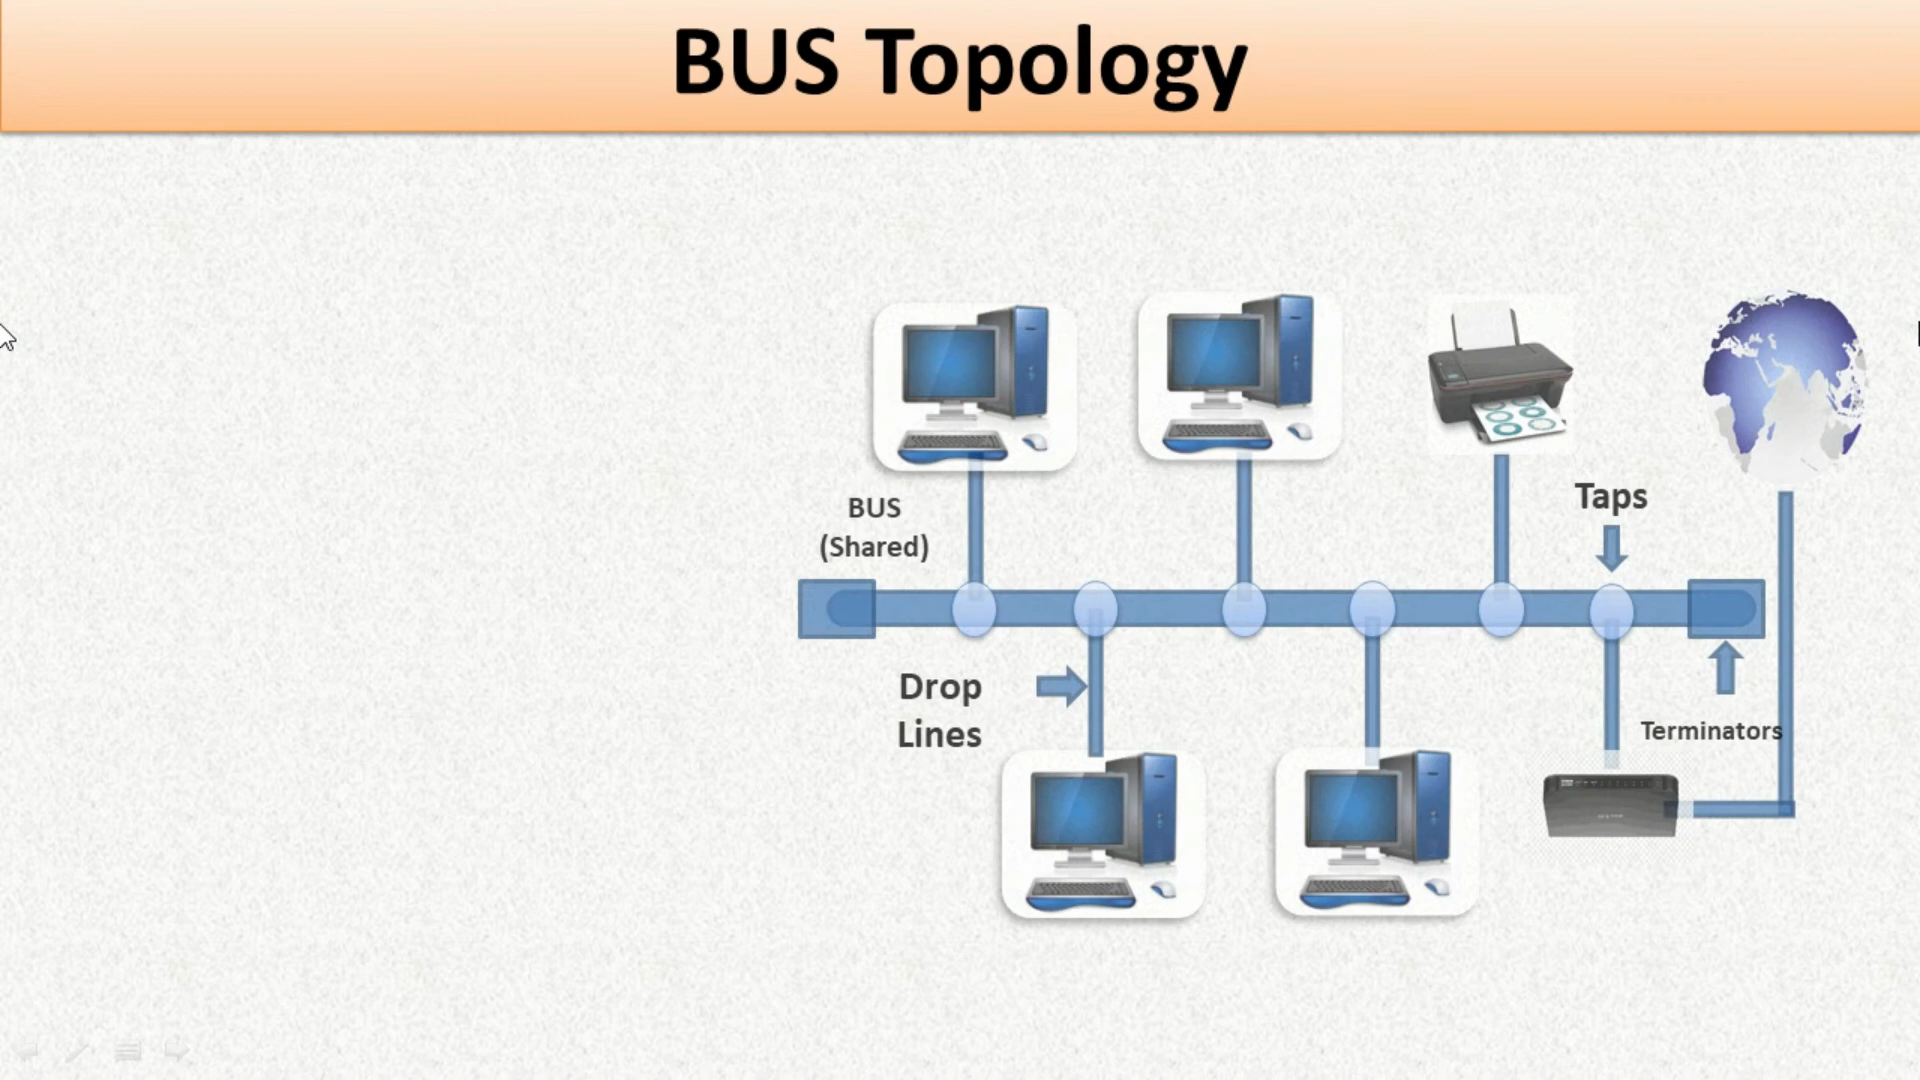 BUS Topology
BUS
(Shared)
Taps
Drop
Lines
Terminators